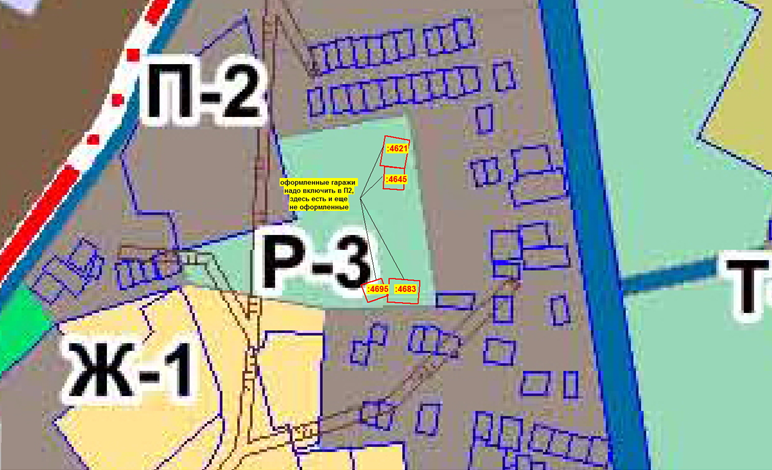 П-2
:4621
:4645
оформленные гаражи
надо включить в П2,
здесь есть и еще
не оформленные
Р-3
:4695
:4683
Т
Ж-1